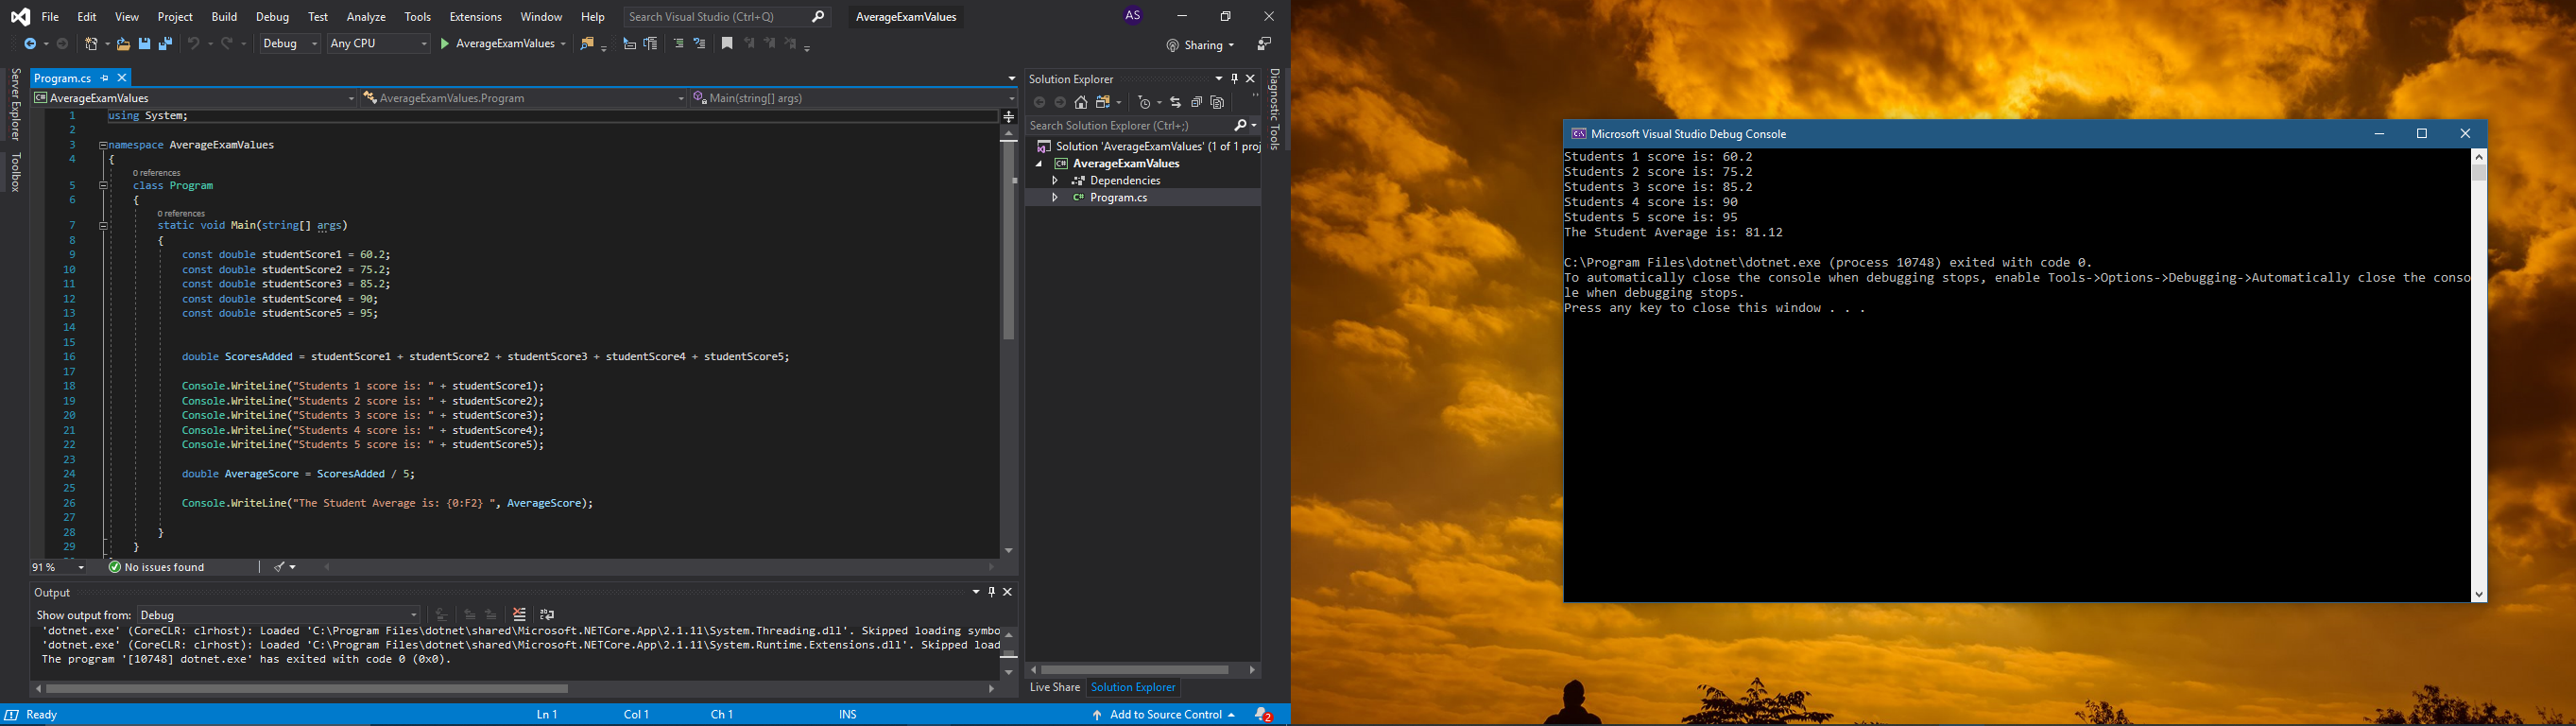 File Edit View Project Build Debug Test Analyze Tools Extensions Window Help Search Visual Studio (Ctrl+Q) AverageExamValues AS
Debug Any CPU AverageExamValues Sharing
Server Explorer
Toolbox
Program.cs
C# AverageExamValues AverageExamValues.Program Main(string[] args)
1 using System;
2
3 namespace AverageExamValues
4 {
0 references
5 class Program
6 {
0 references
7 static void Main(string[] args)
8 {
9 const double studentScore1 = 60.2;
10 const double studentScore2 = 75.2;
11 const double studentScore3 = 85.2;
12 const double studentScore4 = 90;
13 const double studentScore5 = 95;
14
15
16 double ScoresAdded = studentScore1 + studentScore2 + studentScore3 + studentScore4 + studentScore5;
17
18 Console.WriteLine("Students 1 score is: " + studentScore1);
19 Console.WriteLine("Students 2 score is: " + studentScore2);
20 Console.WriteLine("Students 3 score is: " + studentScore3);
21 Console.WriteLine("Students 4 score is: " + studentScore4);
22 Console.WriteLine("Students 5 score is: " + studentScore5);
23
24 double AverageScore = ScoresAdded / 5;
25
26 Console.WriteLine("The Student Average is: {0:F2} ", AverageScore);
27
28 }
29 }
91 % No issues found
Output
Show output from: Debug
'dotnet.exe' (CoreCLR: clrhost): Loaded 'C:\Program Files\dotnet\shared\Microsoft.NETCore.App\2.1.11\System.Threading.dll'. Skipped loading symbo
'dotnet.exe' (CoreCLR: clrhost): Loaded 'C:\Program Files\dotnet\shared\Microsoft.NETCore.App\2.1.11\System.Runtime.Extensions.dll'. Skipped load
The program '[10748] dotnet.exe' has exited with code 0 (0x0).
Solution Explorer
Search Solution Explorer (Ctrl+;)
Solution 'AverageExamValues' (1 of 1 proj
C# AverageExamValues
Dependencies
C# Program.cs
Live Share Solution Explorer
Diagnostic Tools
Ready Ln 1 Col 1 Ch 1 INS Add to Source Control 2
Microsoft Visual Studio Debug Console
Students 1 score is: 60.2
Students 2 score is: 75.2
Students 3 score is: 85.2
Students 4 score is: 90
Students 5 score is: 95
The Student Average is: 81.12
C:\Program Files\dotnet\dotnet.exe (process 10748) exited with code 0.
To automatically close the console when debugging stops, enable Tools->Options->Debugging->Automatically close the conso
le when debugging stops.
Press any key to close this window . . .